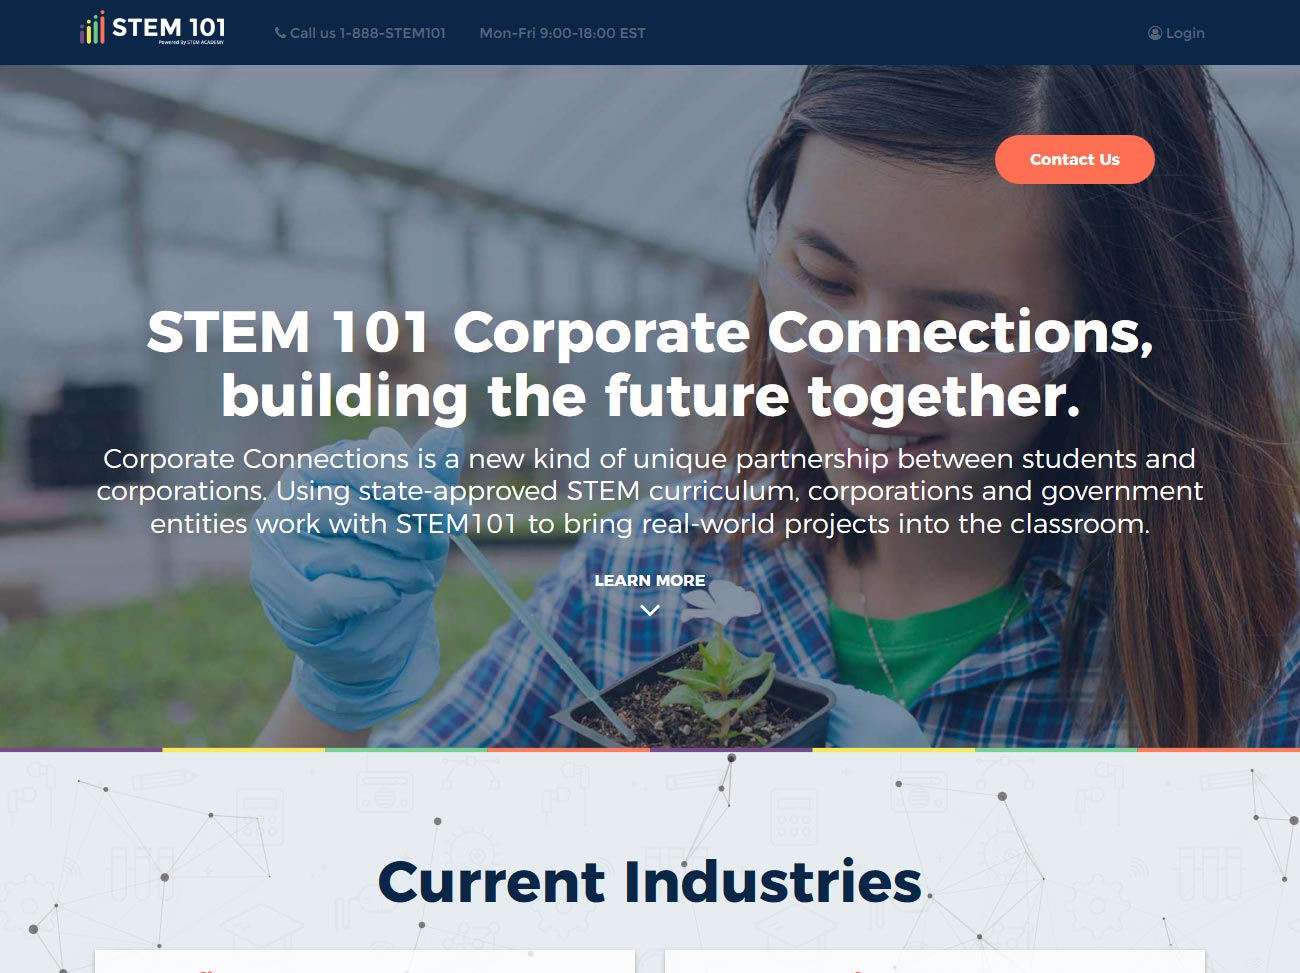 STEM 101
Powered By STEM ACADEMY
Call us 1-888-STEM101
Mon-Fri 9:00-18:00 EST
Login
Contact Us
STEM 101 Corporate Connections,
building the future together.
Corporate Connections is a new kind of unique partnership between students and
corporations. Using state-approved STEM curriculum, corporations and government
entities work with STEM101 to bring real-world projects into the classroom.
LEARN MORE
Current Industries